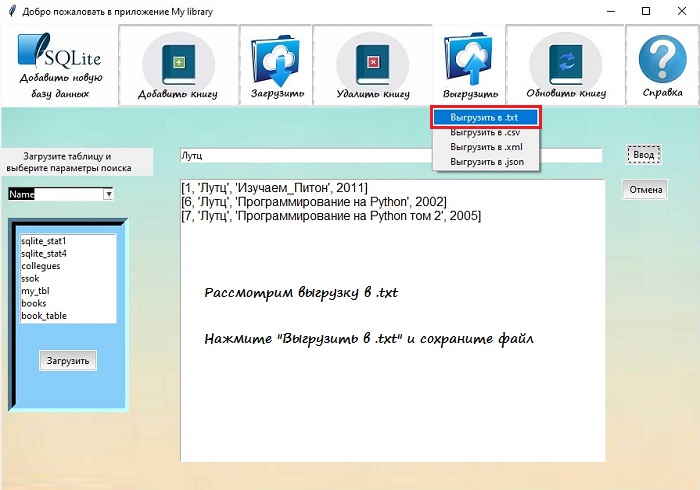 Добро пожаловать в приложение My library
SQLite
Добавить новую
базу данных
Добавить книгу
Загрузить
Удалить книгу
Выгрузить
Обновить книгу
Справка
Выгрузить в .txt
Выгрузить в .csv
Выгрузить в .xml
Выгрузить в .json
Загрузите таблицу и
выберите параметры поиска
Лутц
Ввод
Name
Отмена
[1, 'Лутц', 'Изучаем_Питон', 2011]
[6, 'Лутц', 'Программирование на Python', 2002]
[7, 'Лутц', 'Программирование на Python том 2', 2005]
sqlite_stat1
sqlite_stat4
collegues
ssok
my_tbl
books
book_table
Загрузить
Рассмотрим выгрузку в .txt
Нажмите "Выгрузить в .txt" и сохраните файл